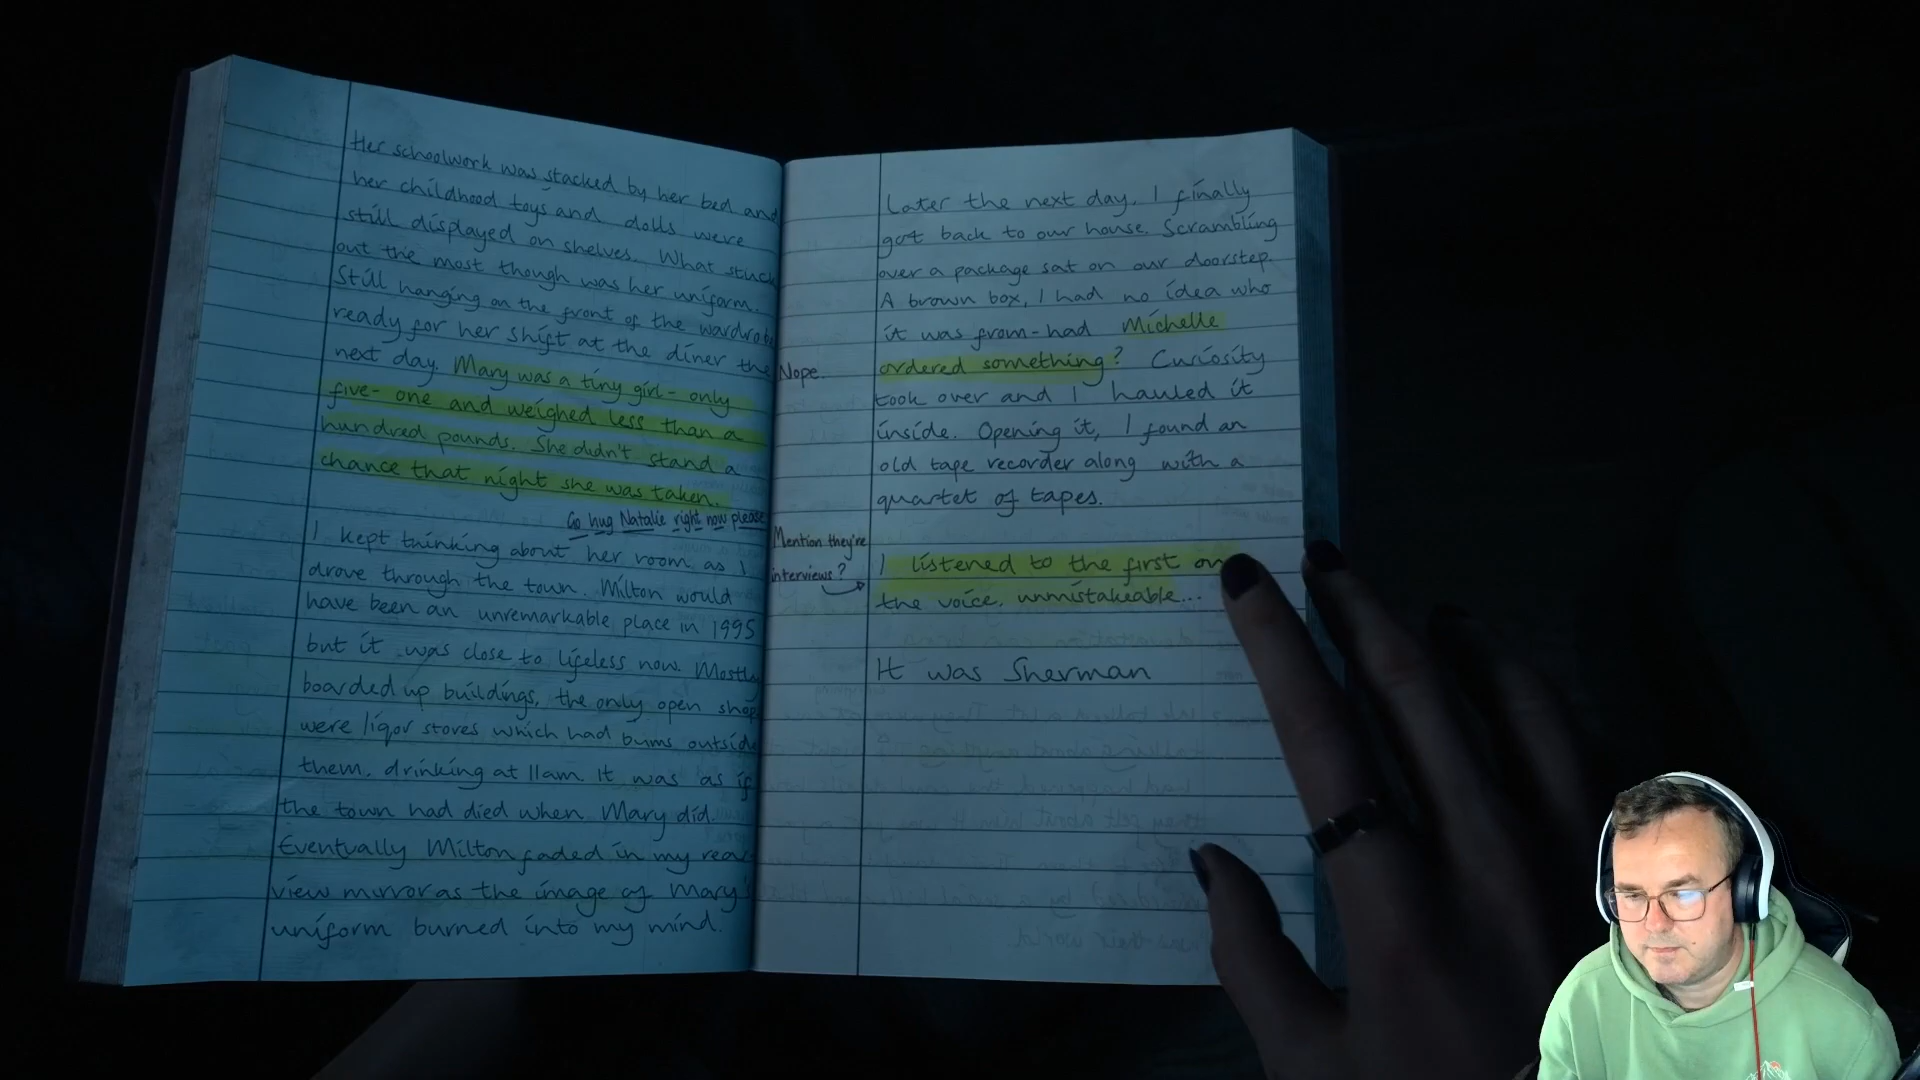 Her schoolwork was stacked by her bed and
her childhood toys and dolls were
still displayed on shelves. What stuck
out the most though was her uniform.
Still hanging on the front of the wardrobe
ready for her shift at the diner the
next day. Mary was a tiny girl - only
five-one and weighed less than a
hundred pounds. She didn't stand a
chance that night she was taken.
Go hug Natalie right now please
I kept thinking about her room as I
drove through the town. Milton would
have been an unremarkable place in 1995
but it was close to lifeless now. Mostly
boarded up buildings, the only open shop
were liqor stores which had bums outside
them, drinking at 11am. It was as if
the town had died when Mary did.
Eventually Milton faded in my rear
view mirror as the image of Mary's
uniform burned into my mind.
Later the next day, I finally
got back to our house. Scrambling
over a package sat on our doorstep.
A brown box, I had no idea who
it was from - had Michelle
ordered something? Curiosity
Nope.
took over and I hauled it
inside. Opening it, I found an
old tape recorder along with a
quartet of tapes.
Mention they're
interviews?
I listened to the first on
the voice, unmistakeable...
It was Sherman